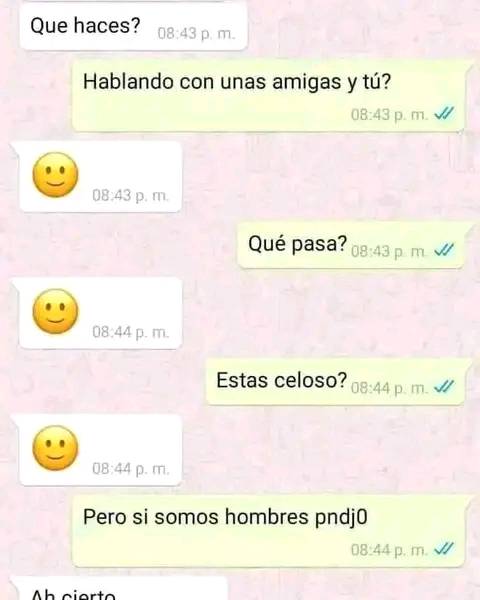 Que haces?
08:43 p. m.
Hablando con unas amigas y tú?
08:43 p. m.
08:43 p. m.
Qué pasa?
08:43 p. m.
08:44 p. m.
Estas celoso?
08:44 p. m.
08:44 p. m.
Pero si somos hombres pndj0
08:44 p. m.
Ah cierto